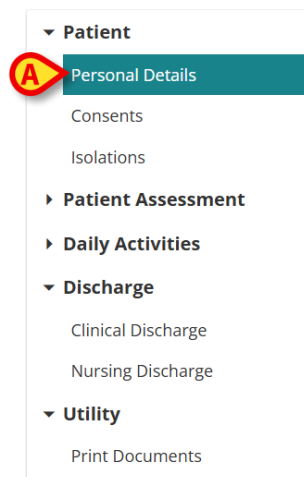 Patient
A Personal Details
Consents
Isolations
Patient Assessment
Daily Activities
Discharge
Clinical Discharge
Nursing Discharge
Utility
Print Documents